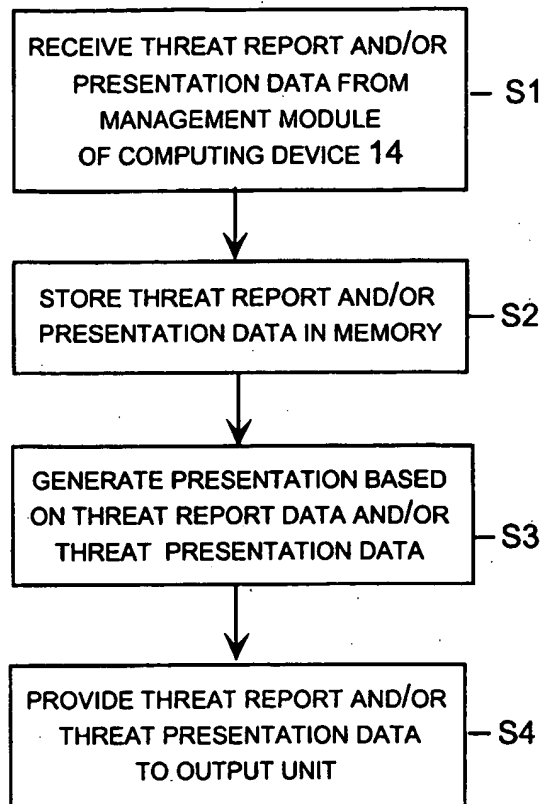 RECEIVE THREAT REPORT AND/OR
PRESENTATION DATA FROM
MANAGEMENT MODULE
OF COMPUTING DEVICE 14
S1
STORE THREAT REPORT AND/OR
PRESENTATION DATA IN MEMORY
S2
GENERATE PRESENTATION BASED
ON THREAT REPORT DATA AND/OR
THREAT PRESENTATION DATA
S3
PROVIDE THREAT REPORT AND/OR
THREAT PRESENTATION DATA
TO OUTPUT UNIT
S4